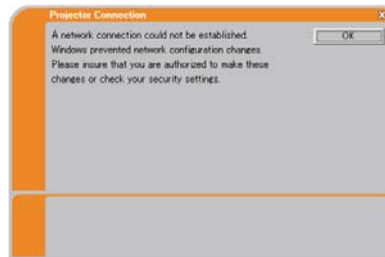 Projector Connection
X
A network connection could not be established.
OK
Windows prevented network configuration changes.
Please insure that you are authorized to make these
changes or check your security settings.